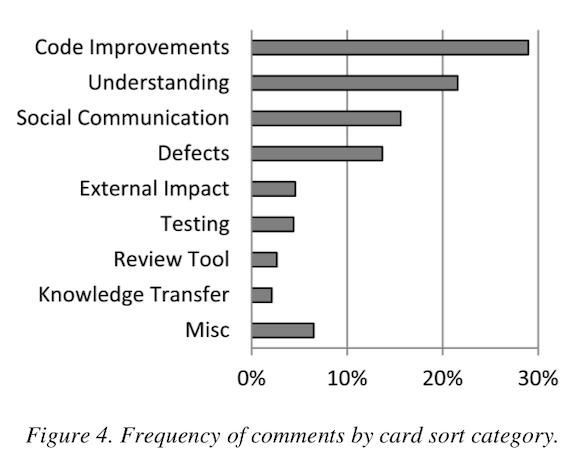 Code Improvements
Understanding
Social Communication
Defects
External Impact
Testing
Review Tool
Knowledge Transfer
Misc
0% 10% 20% 30%
Figure 4. Frequency of comments by card sort category.